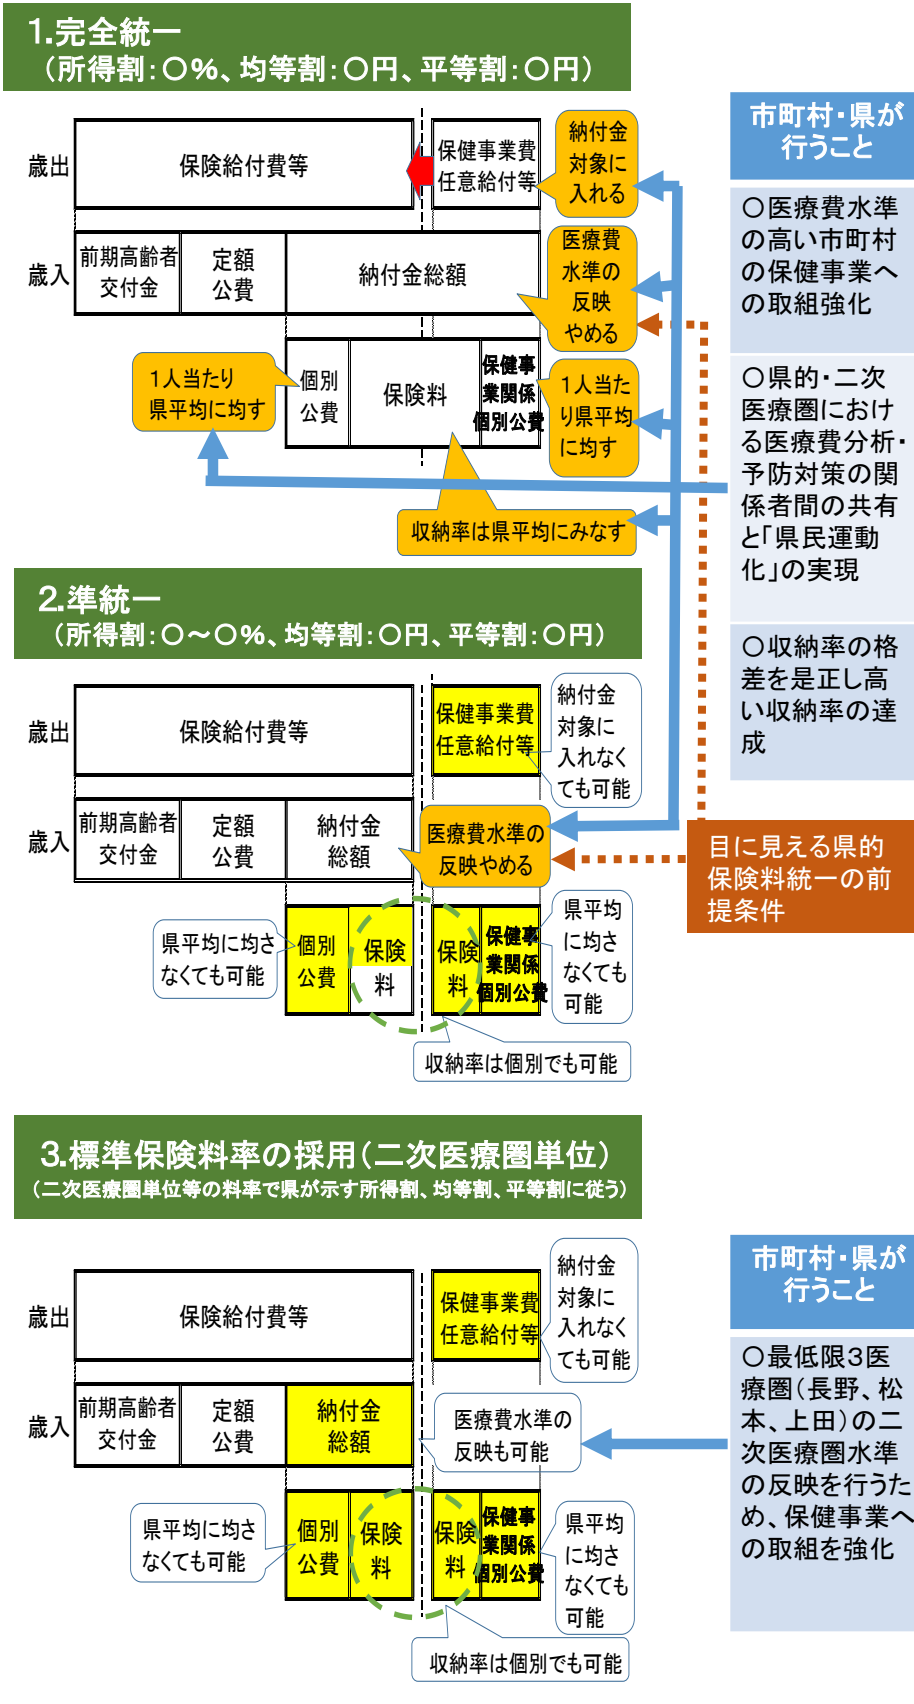 1.完全統一
（所得割：〇％、均等割：〇円、平等割：〇円）
歳出
保険給付費等
保健事業費
任意給付等
納付金
対象に
入れる
歳入
前期高齢者
交付金
定額
公費
納付金総額
医療費
水準の
反映
やめる
1人当たり
県平均に均す
個別
公費
保険料
保健事
業関係
個別公費
1人当た
り県平均
に均す
収納率は県平均にみなす
市町村・県が
行うこと
〇医療費水準
の高い市町村
の保健事業へ
の取組強化
〇県的・二次
医療圏におけ
る医療費分析・
予防対策の関
係者間の共有
と「県民運動
化」の実現
〇収納率の格
差を是正し高
い収納率の達
成
目に見える県的
保険料統一の前
提条件
2.準統一
（所得割：〇～〇％、均等割：〇円、平等割：〇円）
歳出
保険給付費等
保健事業費
任意給付等
納付金
対象に
入れなく
ても可能
歳入
前期高齢者
交付金
定額
公費
納付金
総額
医療費水準の
反映やめる
県平均に均さ
なくても可能
個別
公費
保険
料
保険
料
保健事
業関係
個別公費
県平均
に均さ
なくても
可能
収納率は個別でも可能
3.標準保険料率の採用（二次医療圏単位）
（二次医療圏単位等の料率で県が示す所得割、均等割、平等割に従う）
歳出
保険給付費等
保健事業費
任意給付等
納付金
対象に
入れなく
ても可能
歳入
前期高齢者
交付金
定額
公費
納付金
総額
医療費水準の
反映も可能
県平均に均さ
なくても可能
個別
公費
保険
料
保険
料
保健事
業関係
個別公費
県平均
に均さ
なくても
可能
収納率は個別でも可能
市町村・県が
行うこと
〇最低限3医
療圏（長野、松
本、上田）の二
次医療圏水準
の反映を行うた
め、保健事業へ
の取組を強化